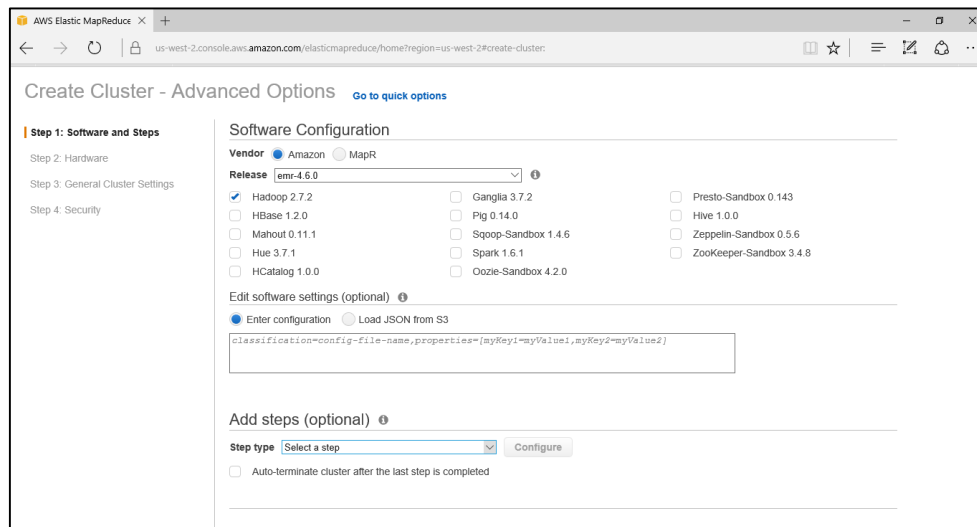 AWS Elastic MapReduce
us-west-2.console.aws.amazon.com/elasticmapreduce/home?region=us-west-2#create-cluster:
Create Cluster - Advanced Options Go to quick options
Step 1: Software and Steps
Step 2: Hardware
Step 3: General Cluster Settings
Step 4: Security
Software Configuration
Vendor Amazon MapR
Release emr-4.6.0
Hadoop 2.7.2 Ganglia 3.7.2 Presto-Sandbox 0.143
HBase 1.2.0 Pig 0.14.0 Hive 1.0.0
Mahout 0.11.1 Sqoop-Sandbox 1.4.6 Zeppelin-Sandbox 0.5.6
Hue 3.7.1 Spark 1.6.1 ZooKeeper-Sandbox 3.4.8
HCatalog 1.0.0 Oozie-Sandbox 4.2.0
Edit software settings (optional)
Enter configuration Load JSON from S3
classification=config-file-name,properties=[myKey1=myValue1,myKey2=myValue2]
Add steps (optional)
Step type Select a step Configure
Auto-terminate cluster after the last step is completed